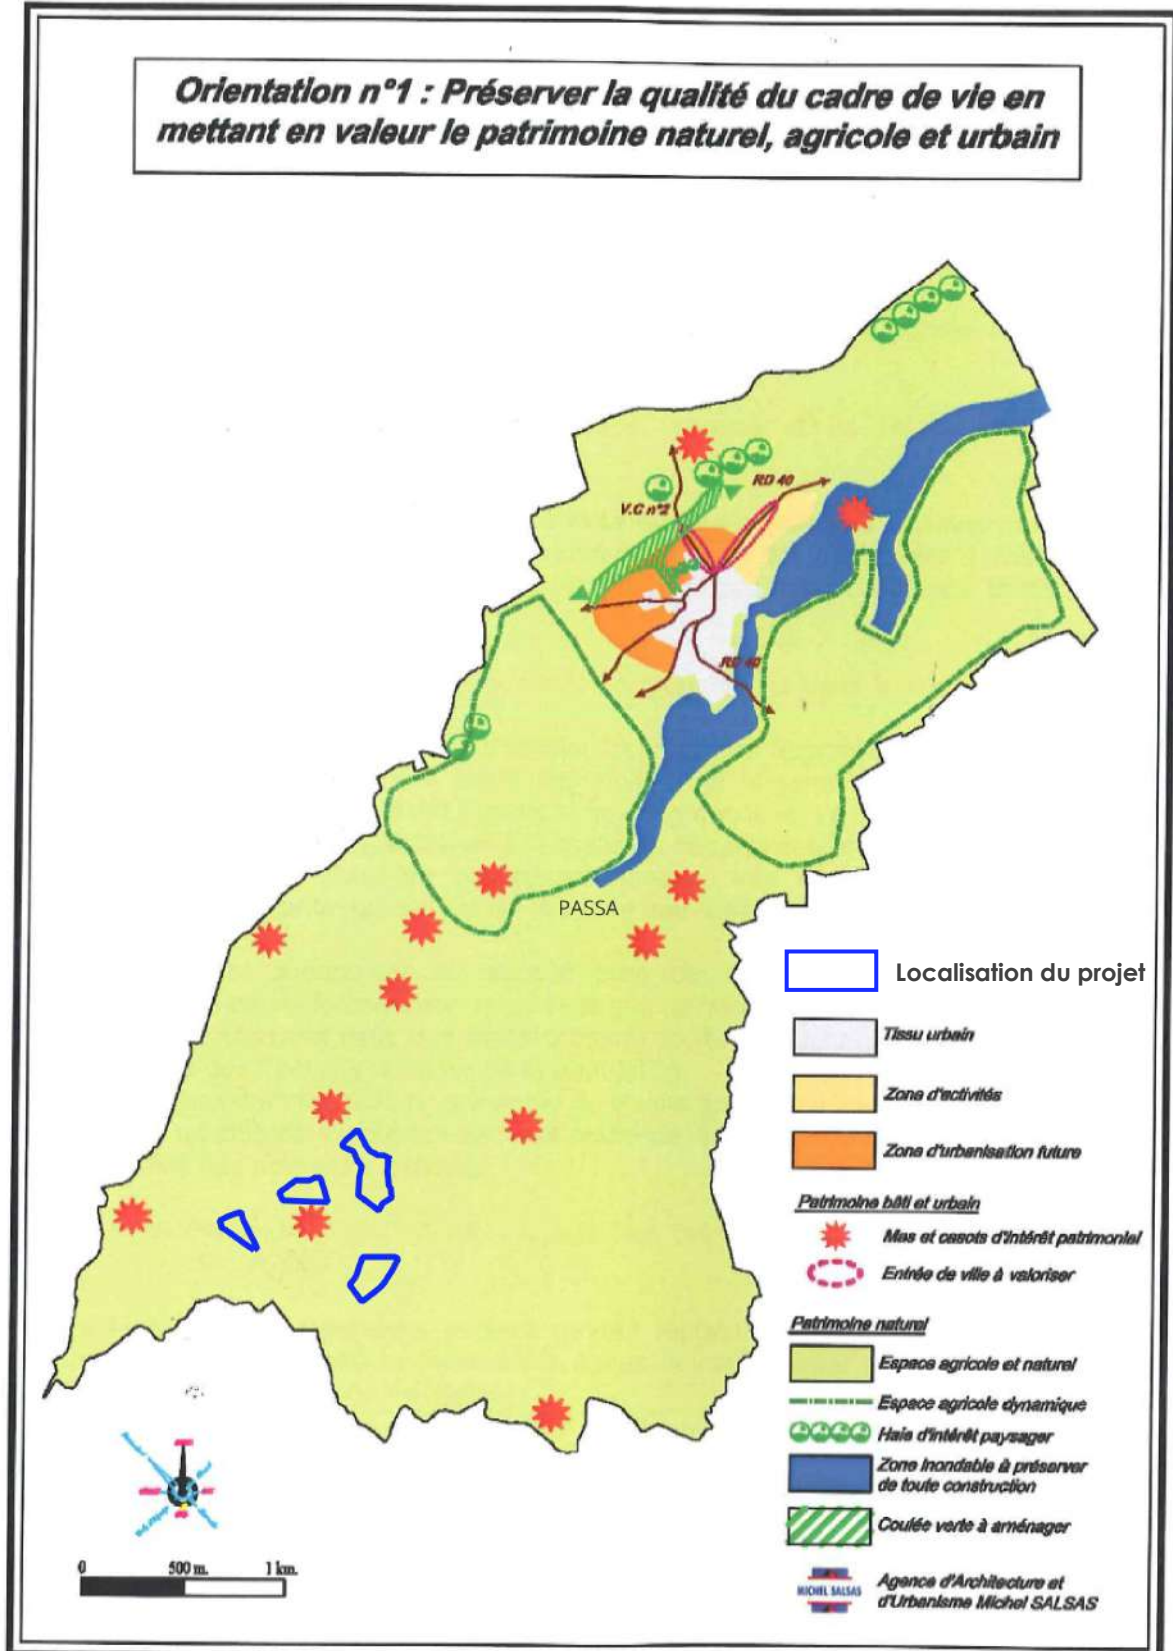 Orientation n°1 : Préserver la qualité du cadre de vie en
mettant en valeur le patrimoine naturel, agricole et urbain
RD 40
V.C n°2
RD 40
PASSA
Localisation du projet
Tissu urbain
Zone d'activités
Zone d'urbanisation future
Patrimoine bâti et urbain
Mas et casots d'intérêt patrimonial
Entrée de ville à valoriser
Patrimoine naturel
Espace agricole et naturel
Espace agricole dynamique
Haie d'intérêt paysager
Zone inondable à préserver
de toute construction
Coulée verte à aménager
MICHEL SALSAS
Agence d'Architecture et
d'Urbanisme Michel SALSAS
0 500 m. 1 km.